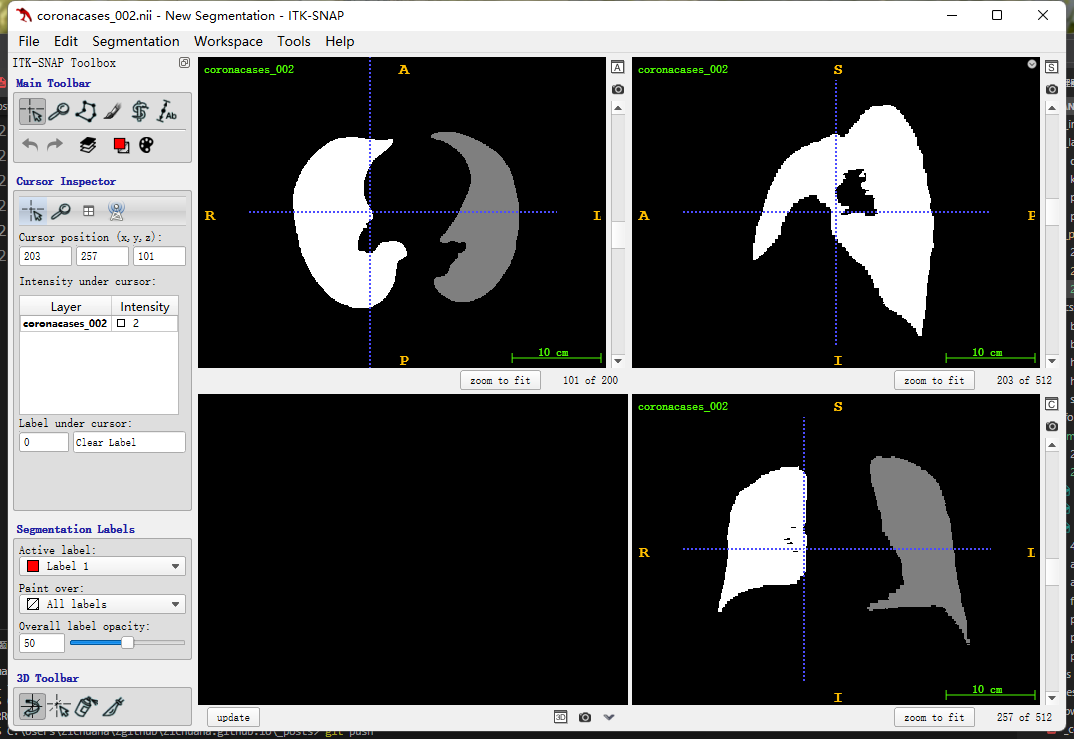 coronacases_002.nii - New Segmentation - ITK-SNAP
File Edit Segmentation Workspace Tools Help
ITK-SNAP Toolbox
Main Toolbar
Ab
Cursor Inspector
Cursor position (x,y,z):
203 257 101
Intensity under cursor:
Layer Intensity
coronacases_002 2
Label under cursor:
0 Clear Label
Segmentation Labels
Active label:
Label 1
Paint over:
All labels
Overall label opacity:
50
3D Toolbar
coronacases_002
A
R
L
P
10 cm
A
zoom to fit 101 of 200
coronacases_002
S
A
P
I
10 cm
S
zoom to fit 203 of 512
update
3D
coronacases_002
S
R
L
I
10 cm
C
zoom to fit 257 of 512
git push